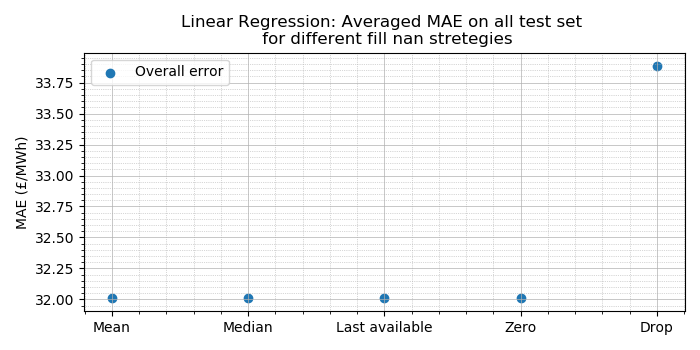 Linear Regression: Averaged MAE on all test set
for different fill nan stretegies
Overall error
MAE (£/MWh)
33.75
33.50
33.25
33.00
32.75
32.50
32.25
32.00
Mean
Median
Last available
Zero
Drop